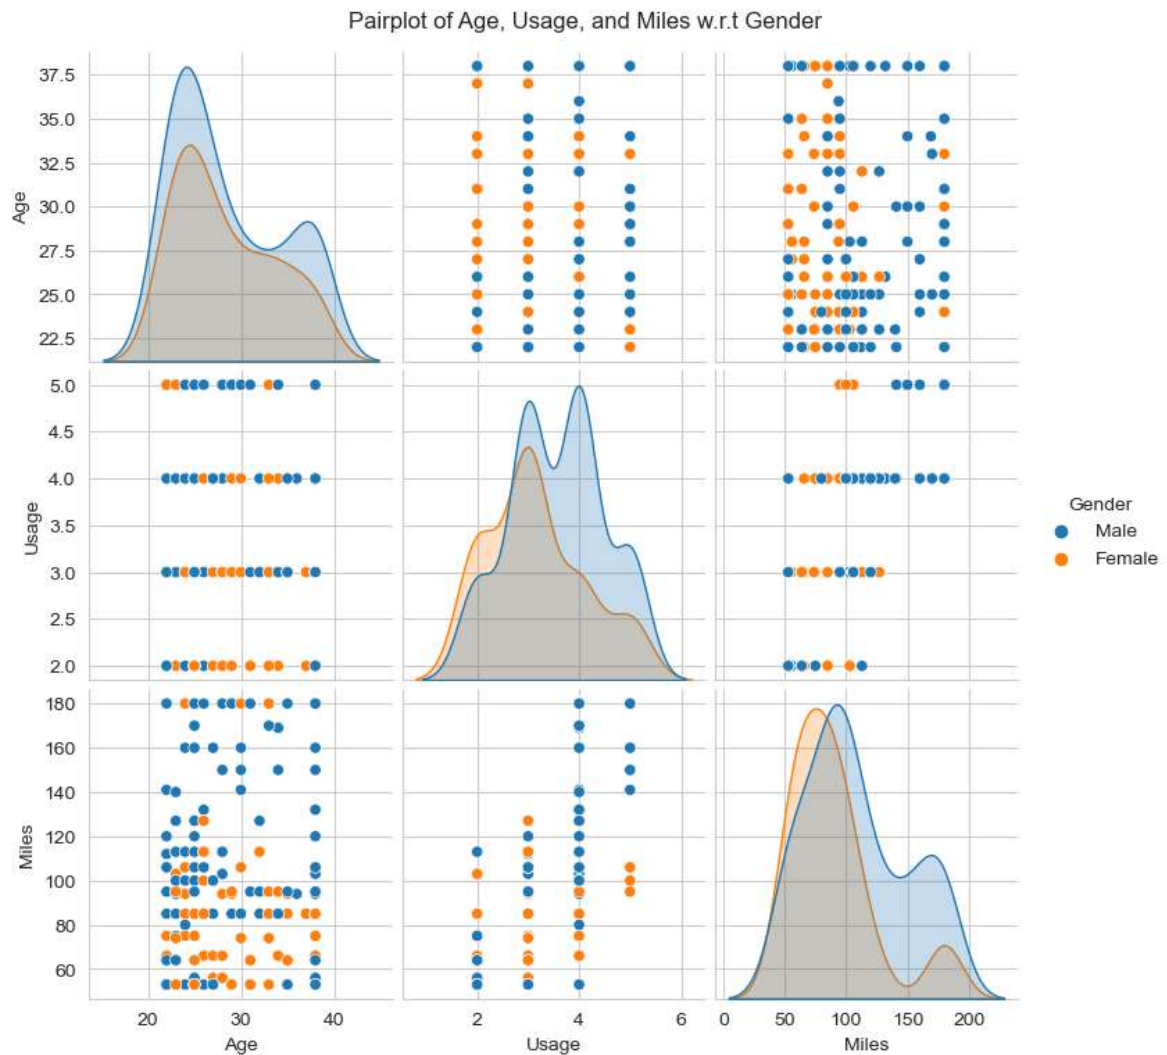 Pairplot of Age, Usage, and Miles w.r.t Gender
37.5
35.0
32.5
30.0
27.5
25.0
22.5
Age
5.0
4.5
4.0
3.5
3.0
2.5
2.0
Usage
Gender
Male
Female
180
160
140
120
100
80
60
Miles
20 30 40
2 4 6
0 50 100 150 200
Age Usage Miles